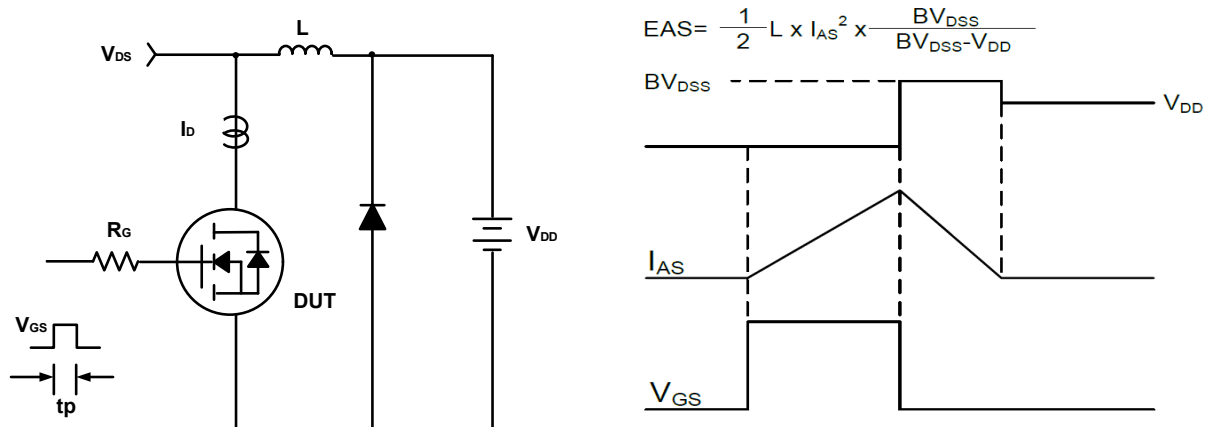 L
VDS
ID
RG
VDD
DUT
VGS
tp
EAS= 1/2 L x IAS² x BVDSS/BVDSS-VDD
BVDSS
VDD
IAS
VGS